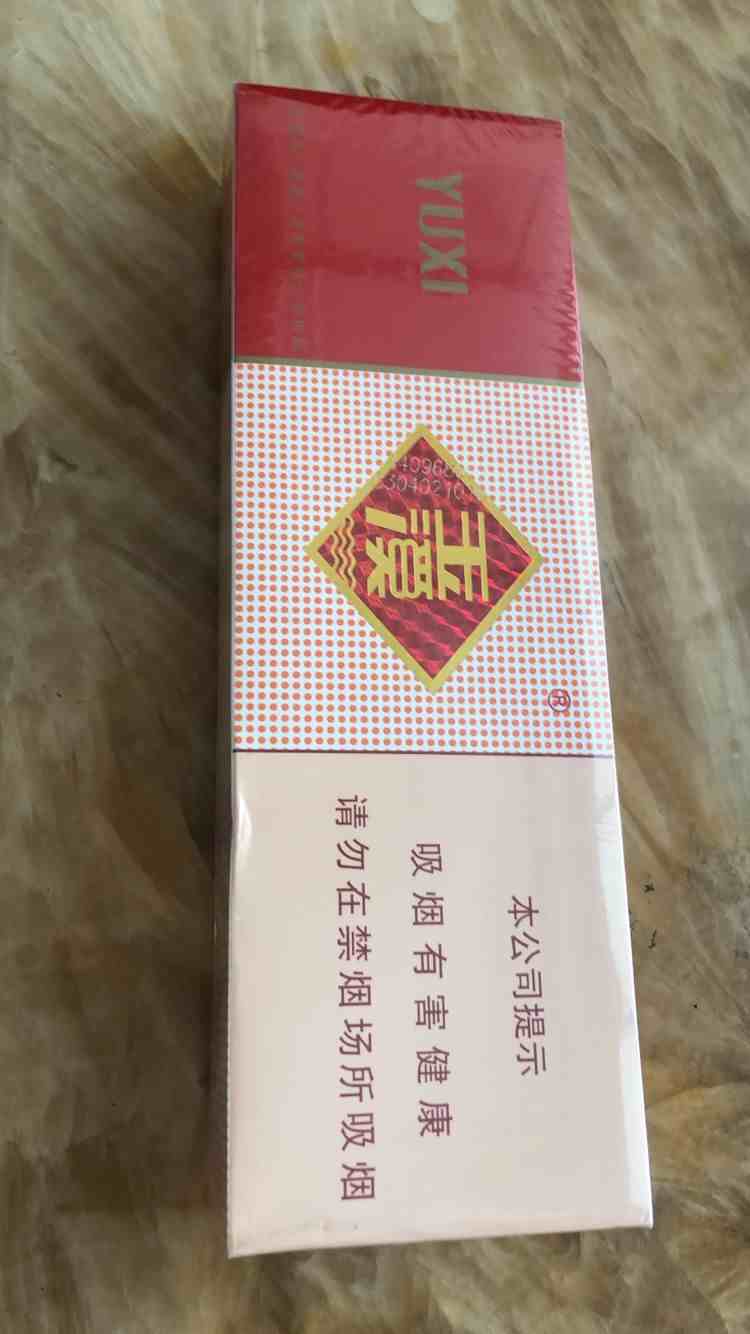 YUXI
玉溪
®
本公司提示
吸烟有害健康
请勿在禁烟场所吸烟